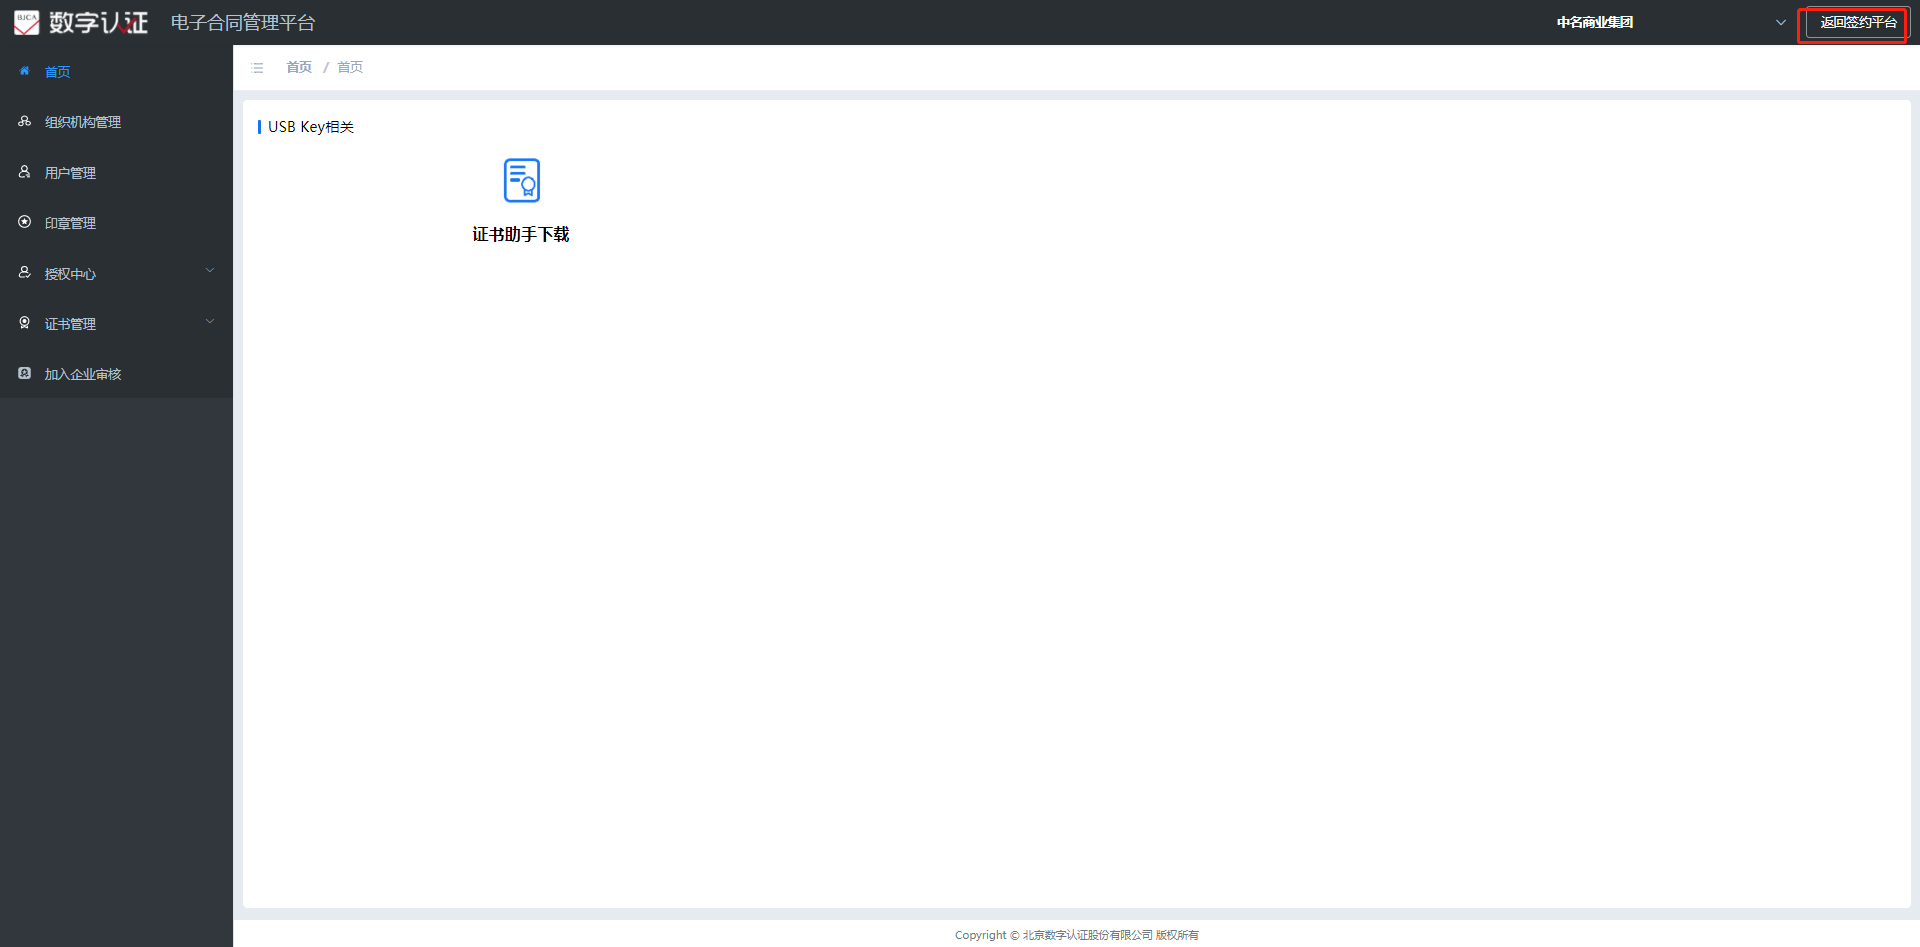 BJCA 数字认证 电子合同管理平台 中名商业集团 返回签约平台
首页
组织机构管理
用户管理
印章管理
授权中心
证书管理
加入企业审核
首页 / 首页
USB Key相关
证书助手下载
Copyright © 北京数字认证股份有限公司 版权所有